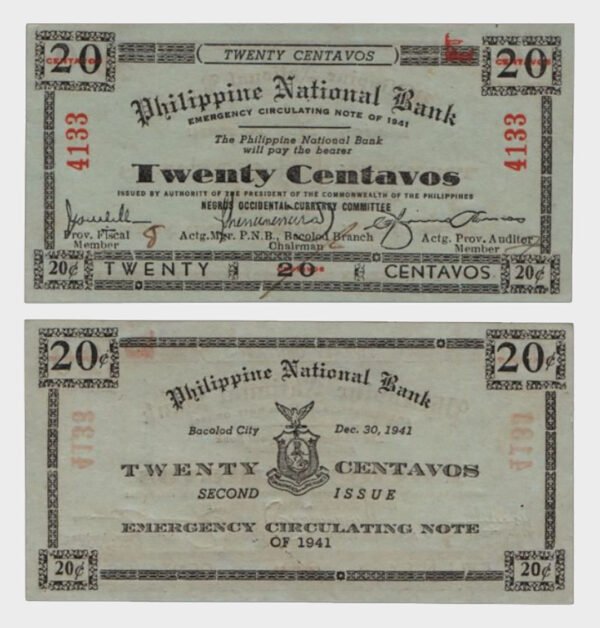 20 CENTAVOS
TWENTY CENTAVOS
20 CENTAVOS
Philippine National Bank
EMERGENCY CIRCULATING NOTE OF 1941
4133
4133
The Philippine National Bank
will pay the bearer
Twenty Centavos
ISSUED BY AUTHORITY OF THE PRESIDENT OF THE COMMONWEALTH OF THE PHILIPPINES
NEGROS OCCIDENTAL CURRENCY COMMITTEE
Prov. Fiscal
Member
8
Actg. Mgr. P.N.B., Bacolod Branch
Chairman
Actg. Prov. Auditor
Member
20¢ TWENTY 20 CENTAVOS 20¢
20¢
20¢
Philippine National Bank
Bacolod City Dec. 30, 1941
TWENTY CENTAVOS
SECOND ISSUE
EMERGENCY CIRCULATING NOTE
OF 1941
20¢
20¢